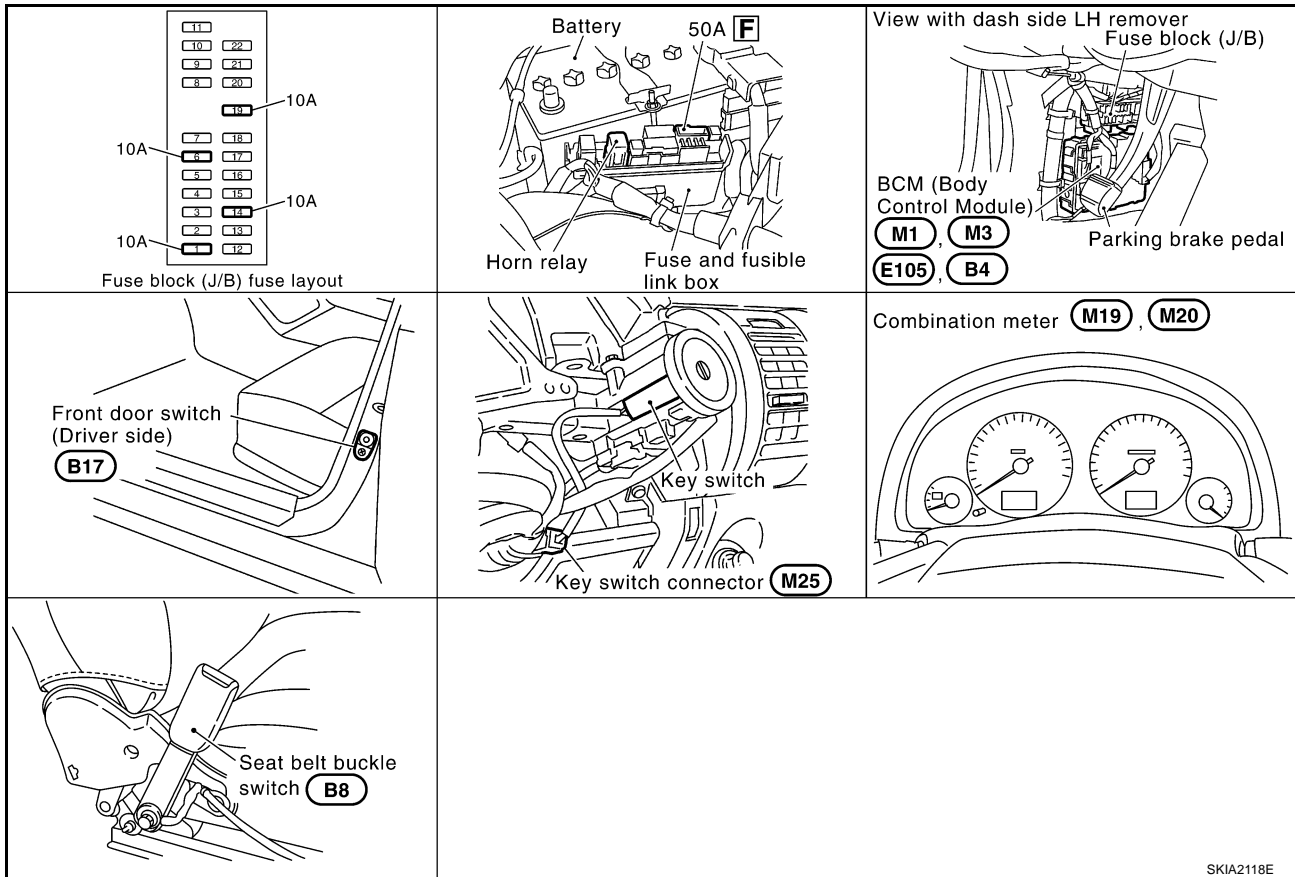 11
10 22
9 21
8 20
19
10A
7 18
10A
6 17
5 16
4 15
3 14
10A
2 13
10A
1 12
Fuse block (J/B) fuse layout
Battery
50A F
Horn relay
Fuse and fusible
link box
View with dash side LH remover
Fuse block (J/B)
BCM (Body
Control Module)
M1 , M3
E105 , B4
Parking brake pedal
Front door switch
(Driver side)
B17
Key switch
Key switch connector M25
Combination meter M19 , M20
Seat belt buckle
switch B8
SKIA2118E